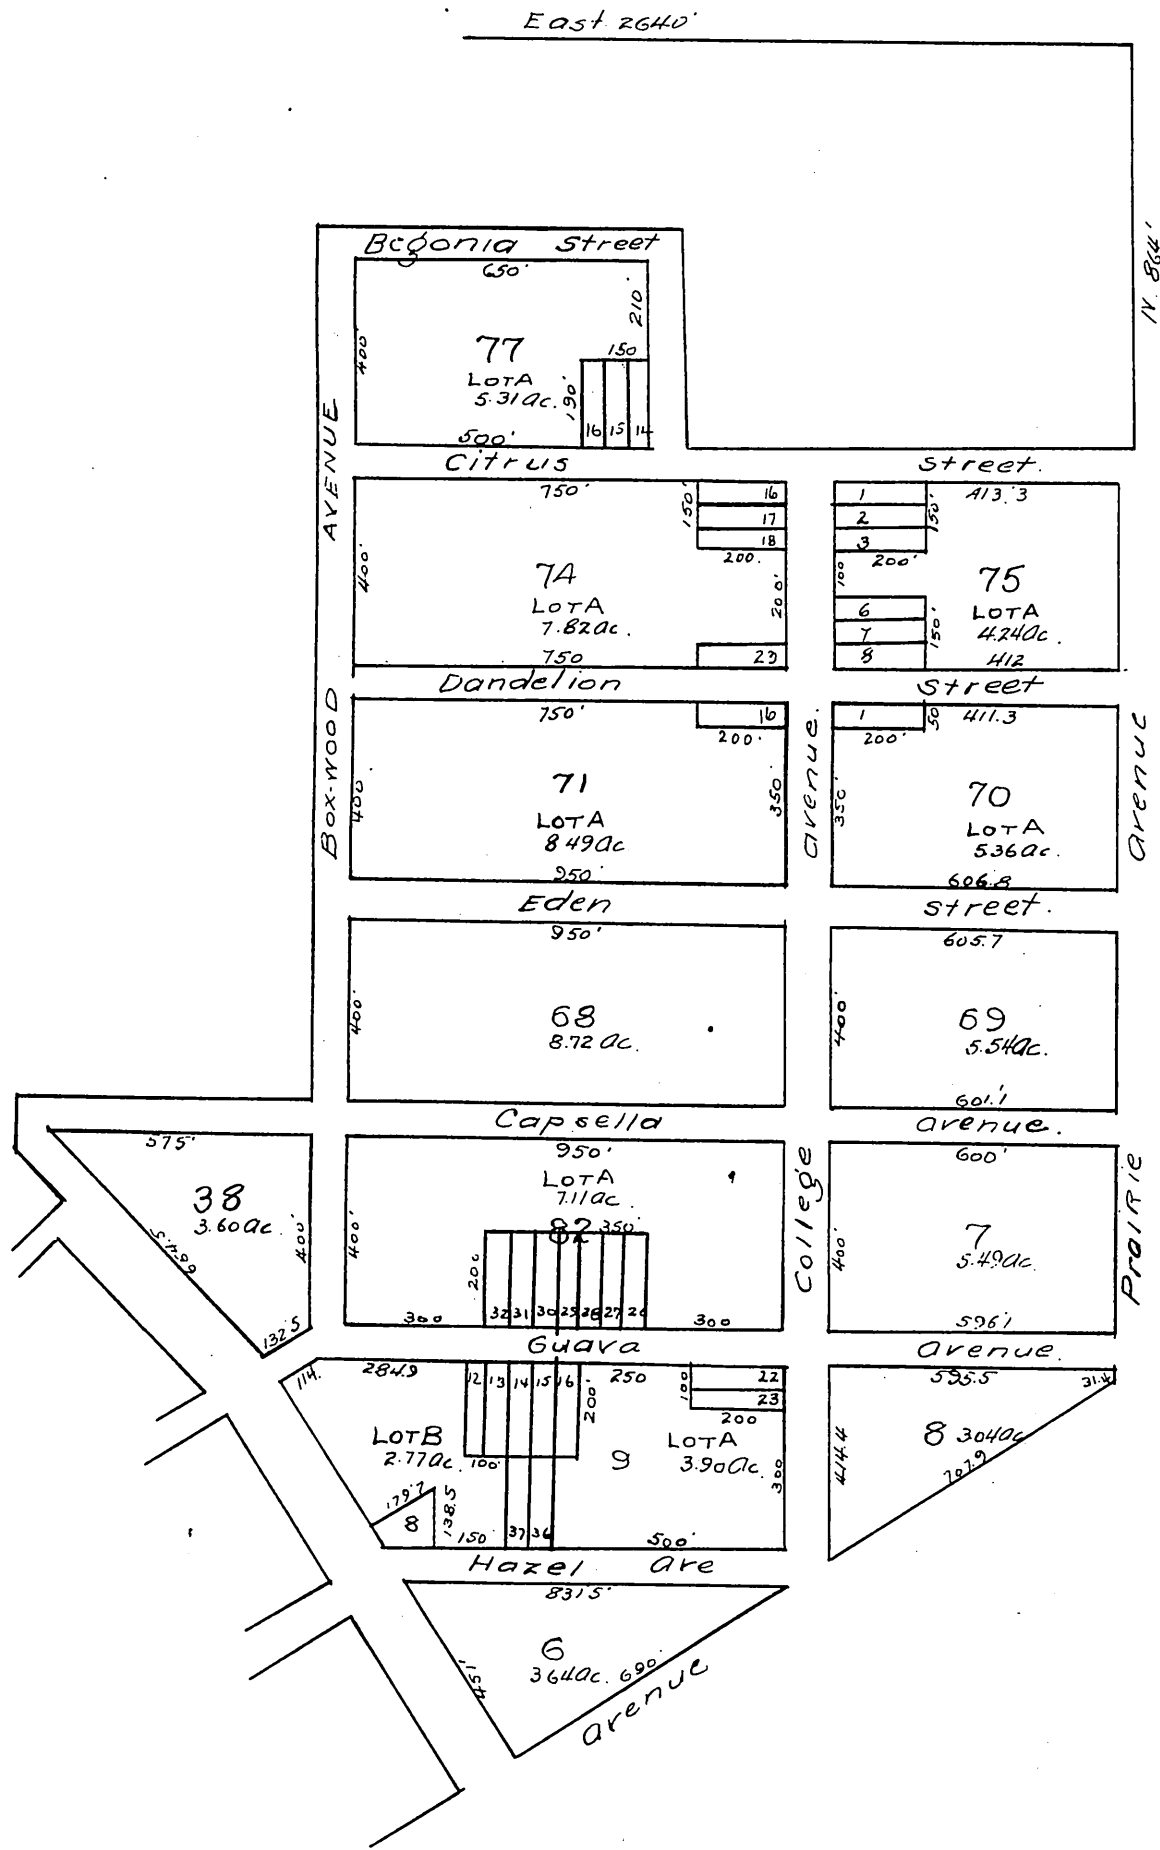 East 2640'
N. 864'
Begonia Street
650'
210'
400'
77
LOTA
5.31 ac.
150
190'
16 15 14
500'
BOX-WOOD AVENUE
Citrus Street.
750'
150'
16
17
18
200.
400'
74
LOTA
7.82 ac.
200'
750
23
1
2
3
413.3
150'
200'
100
75
LOTA
4.24 ac.
6
7
8
150'
412
Dandelion Street
750'
16
200.
400'
71
LOTA
8.49 ac
350'
950'
1
50'
411.3
200'
350'
70
LOTA
5.36 ac.
606.8
Eden Street.
950'
400'
68
8.72 ac.
605.7
400'
69
5.54 ac.
601.1
Capsella avenue.
575'
38
3.60 ac.
400'
132.5
950'
LOTA
7.11 ac.
82
350'
400'
200
32 31 30 29 28 27 26
300
300
College avenue.
600'
7
5.49 ac.
400'
596.1
Prairie avenue
Guava avenue.
114.
284.9
12 13 14 15 16
200'
250
100
22
23
200
LOTB
2.77 ac.
100'
9
LOTA
3.90 ac.
300
179.7
8
138.5
150'
37 36
500'
595.5
31.4
8 3.04 ac
414.4
707.9
Hazel ave
831.5'
6
3.64 ac.
451'
690.
avenue